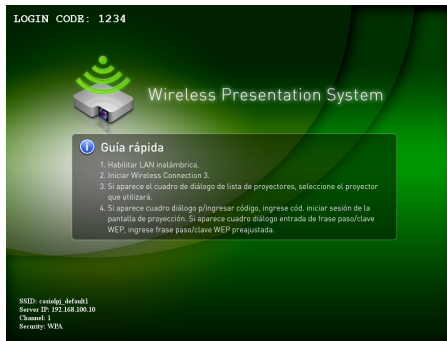 LOGIN CODE: 1234
Wireless Presentation System
Guía rápida
1. Habilitar LAN inalámbrica.
2. Iniciar Wireless Connection 3.
3. Si aparece el cuadro de diálogo de lista de proyectores, seleccione el proyector
que utilizará.
4. Si aparece cuadro diálogo p/ingresar código, ingrese cód. iniciar sesión de la
pantalla de proyección. Si aparece cuadro diálogo entrada de frase paso/clave
WEP, ingrese frase paso/clave WEP preajustada.
SSID: casiolpj_default1
Server IP: 192.168.100.10
Channel: 1
Security: WPA